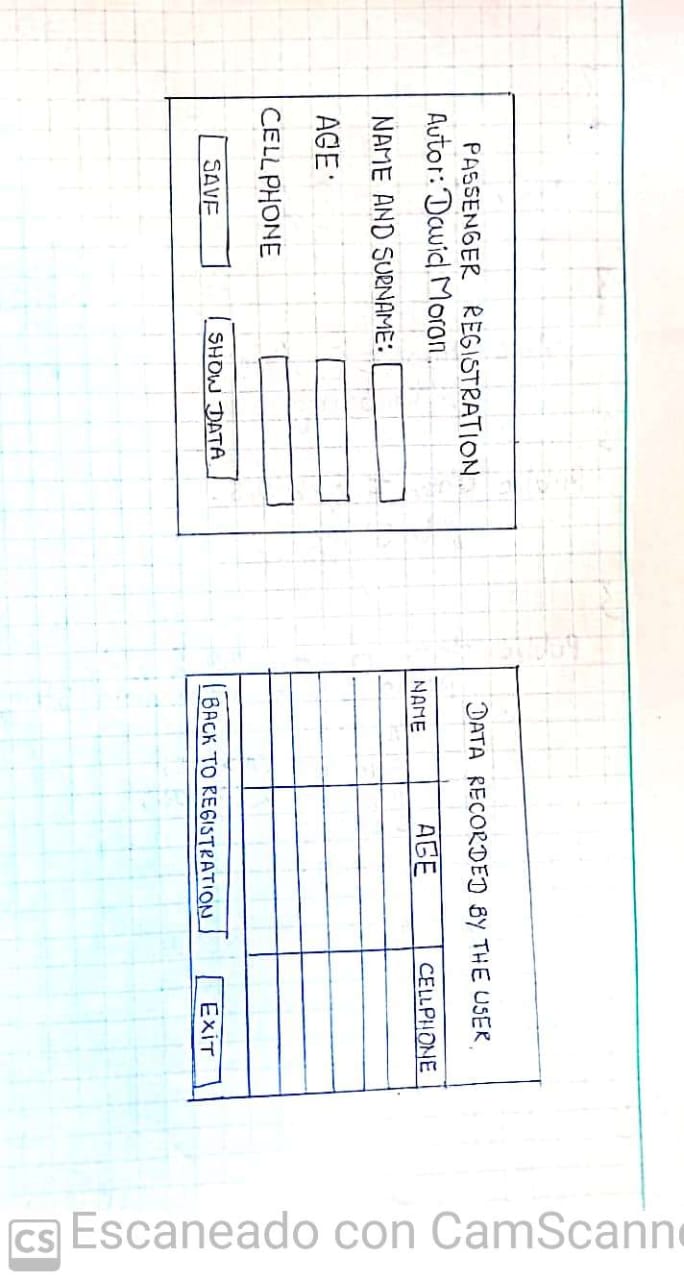 PASSENGER REGISTRATION.
Autor: David Moran.
NAME AND SURNAME:
AGE:
CELLPHONE
SAVE SHOW DATA
DATA RECORDED BY THE USER.
NAME AGE CELLPHONE
BACK TO REGISTRATION EXIT
CS Escaneado con CamScanne